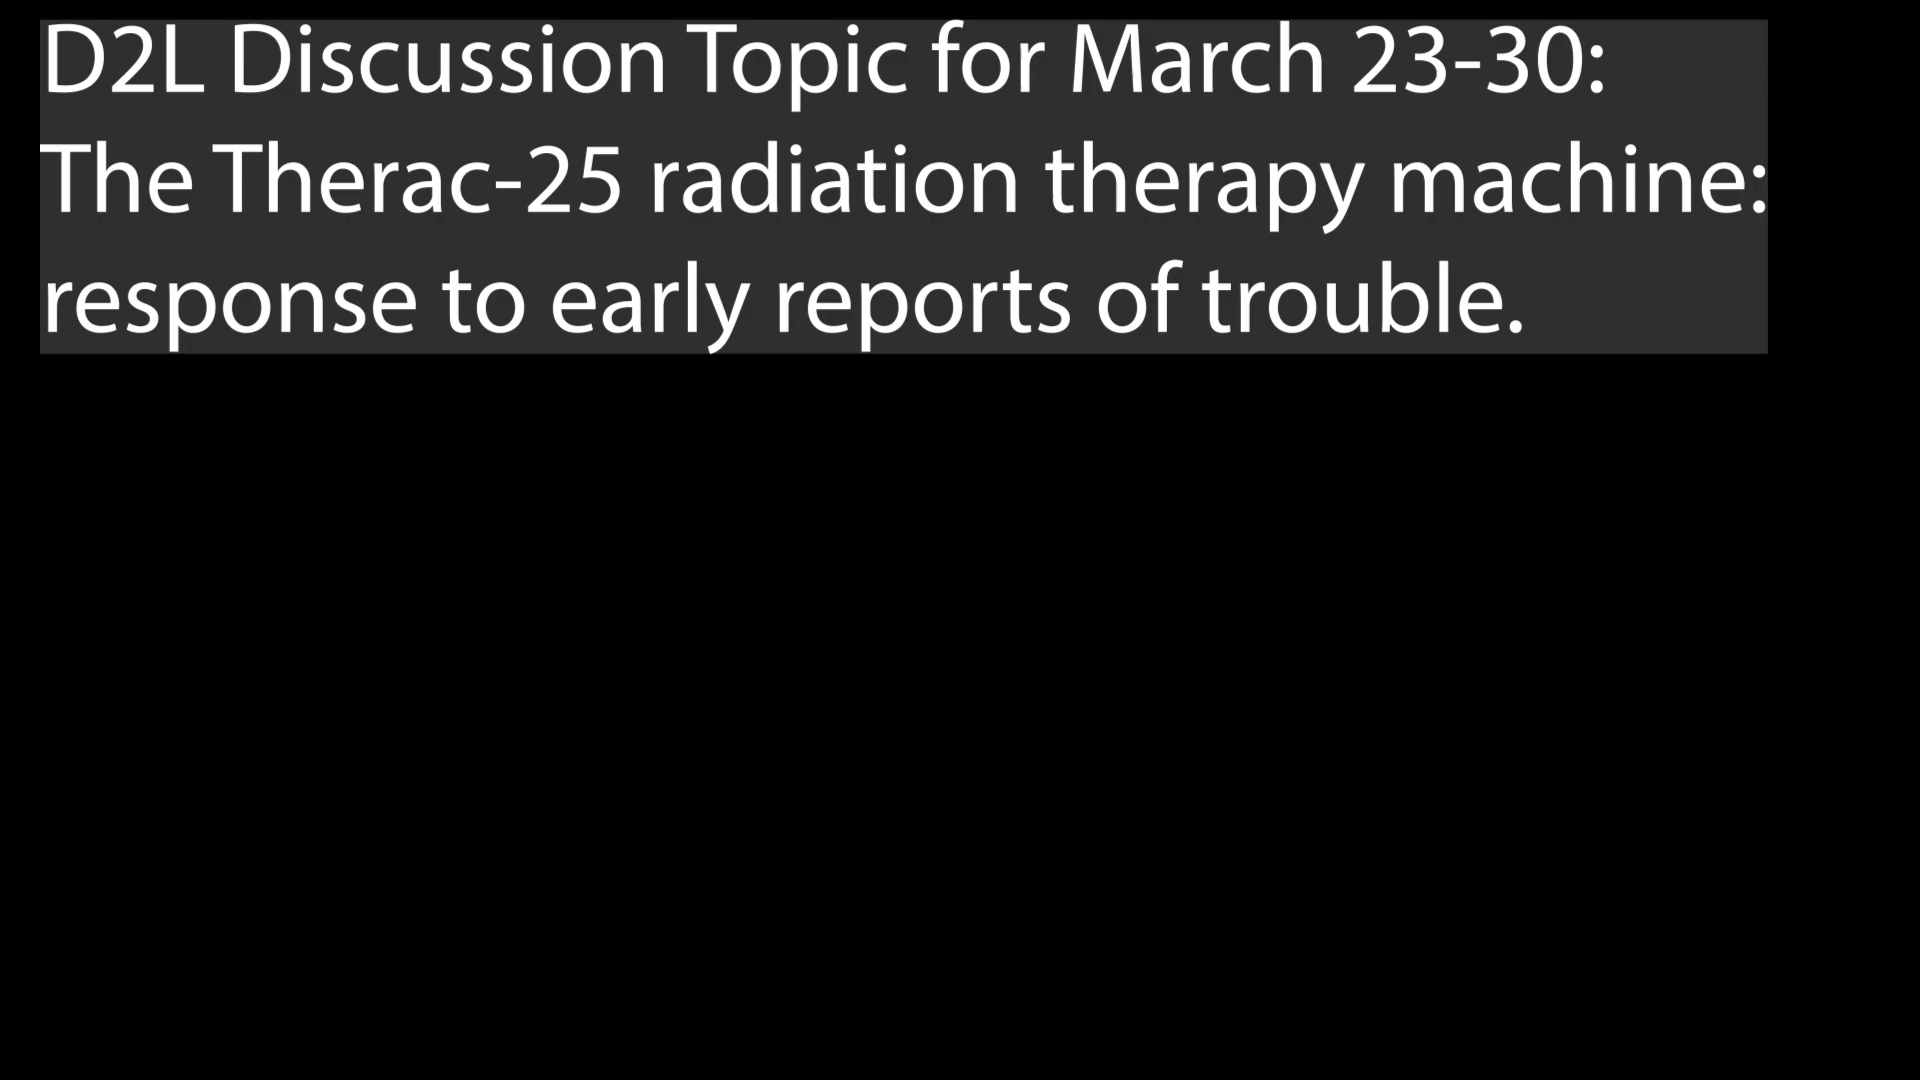 D2L Discussion Topic for March 23-30:
The Therac-25 radiation therapy machine:
response to early reports of trouble.